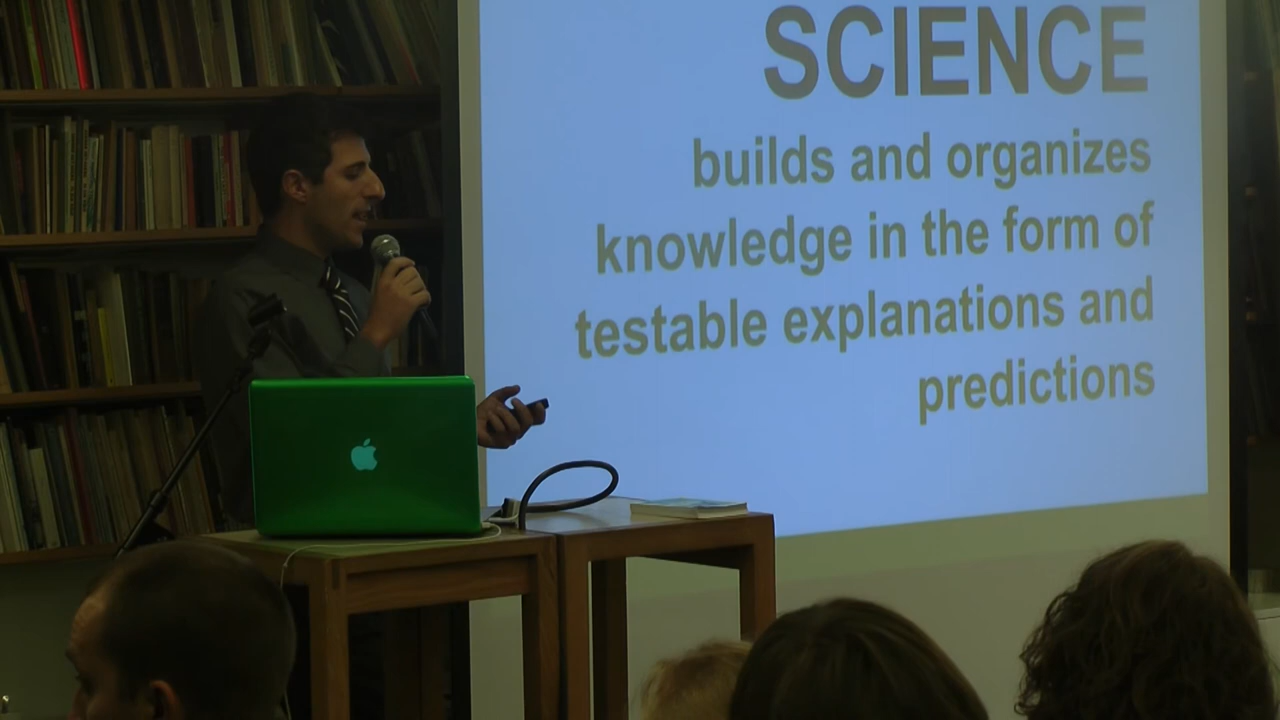 SCIENCE
builds and organizes
knowledge in the form of
testable explanations and
predictions